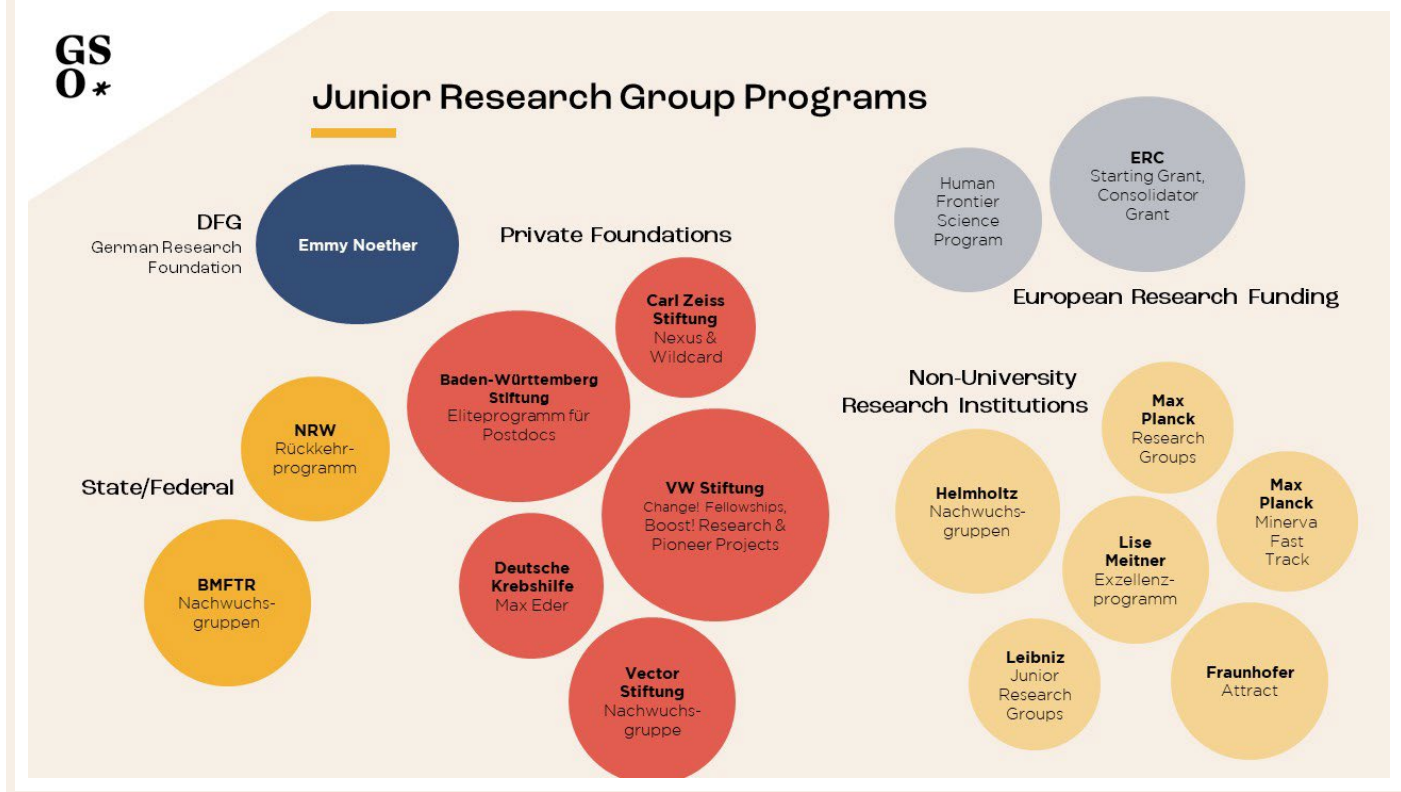 GS
O*
Junior Research Group Programs
DFG
German Research
Foundation
Emmy Noether
Private Foundations
Carl Zeiss
Stiftung
Nexus &
Wildcard
Baden-Württemberg
Stiftung
Eliteprogramm für
Postdocs
VW Stiftung
Change! Fellowships,
Boost! Research &
Pioneer Projects
Deutsche
Krebshilfe
Max Eder
Vector
Stiftung
Nachwuchs-
gruppe
State/Federal
NRW
Rückkehr-
programm
BMFTR
Nachwuchs-
gruppen
Human
Frontier
Science
Program
ERC
Starting Grant,
Consolidator
Grant
European Research Funding
Non-University
Research Institutions
Max
Planck
Research
Groups
Helmholtz
Nachwuchs-
gruppen
Max
Planck
Minerva
Fast
Track
Lise
Meitner
Exzellenz-
programm
Leibniz
Junior
Research
Groups
Fraunhofer
Attract